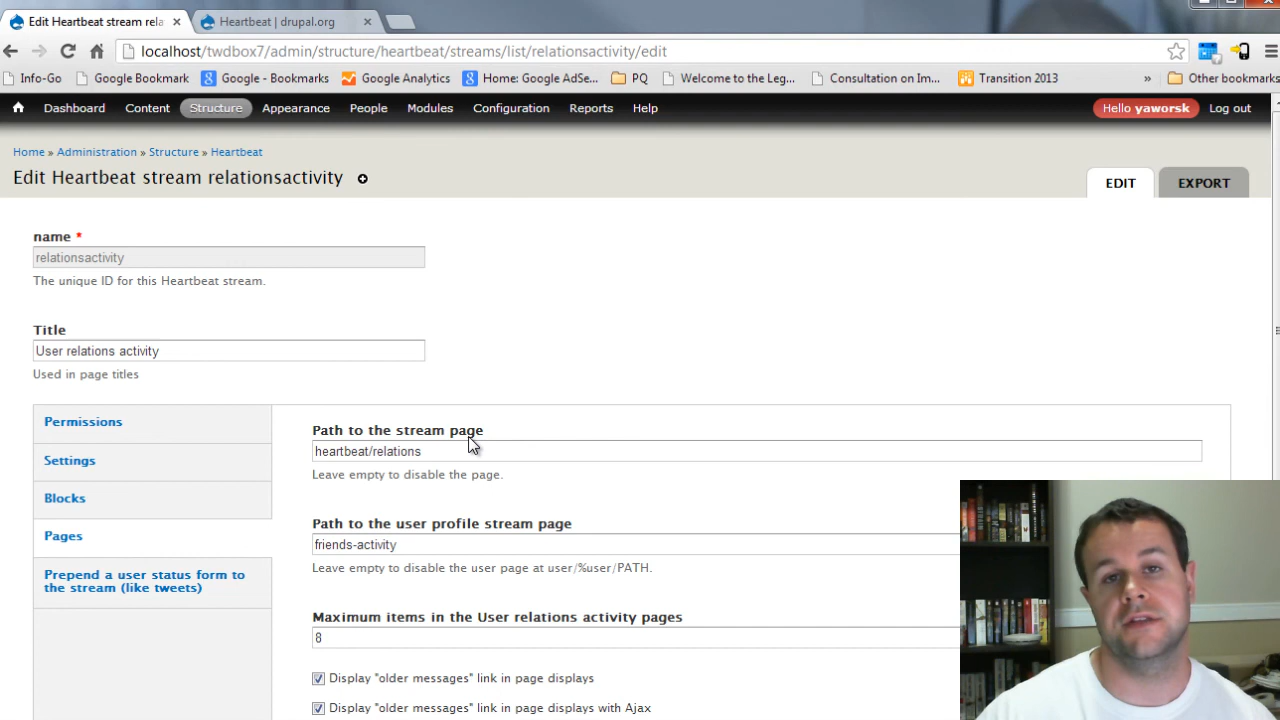 Edit Heartbeat stream rela
Heartbeat | drupal.org
localhost/twdbox7/admin/structure/heartbeat/streams/list/relationsactivity/edit
Info-Go
Google Bookmark
Google - Bookmarks
Google Analytics
Home: Google AdSe...
PQ
Welcome to the Leg...
Consultation on Im...
Transition 2013
»
Other bookmarks
Dashboard Content Structure Appearance People Modules Configuration Reports Help
Hello yaworsk
Log out
Home » Administration » Structure » Heartbeat
Edit Heartbeat stream relationsactivity
EDIT
EXPORT
name *
relationsactivity
The unique ID for this Heartbeat stream.
Title
User relations activity
Used in page titles
Permissions
Settings
Blocks
Pages
Prepend a user status form to
the stream (like tweets)
Path to the stream page
heartbeat/relations
Leave empty to disable the page.
Path to the user profile stream page
friends-activity
Leave empty to disable the user page at user/%user/PATH.
Maximum items in the User relations activity pages
8
Display "older messages" link in page displays
Display "older messages" link in page displays with Ajax